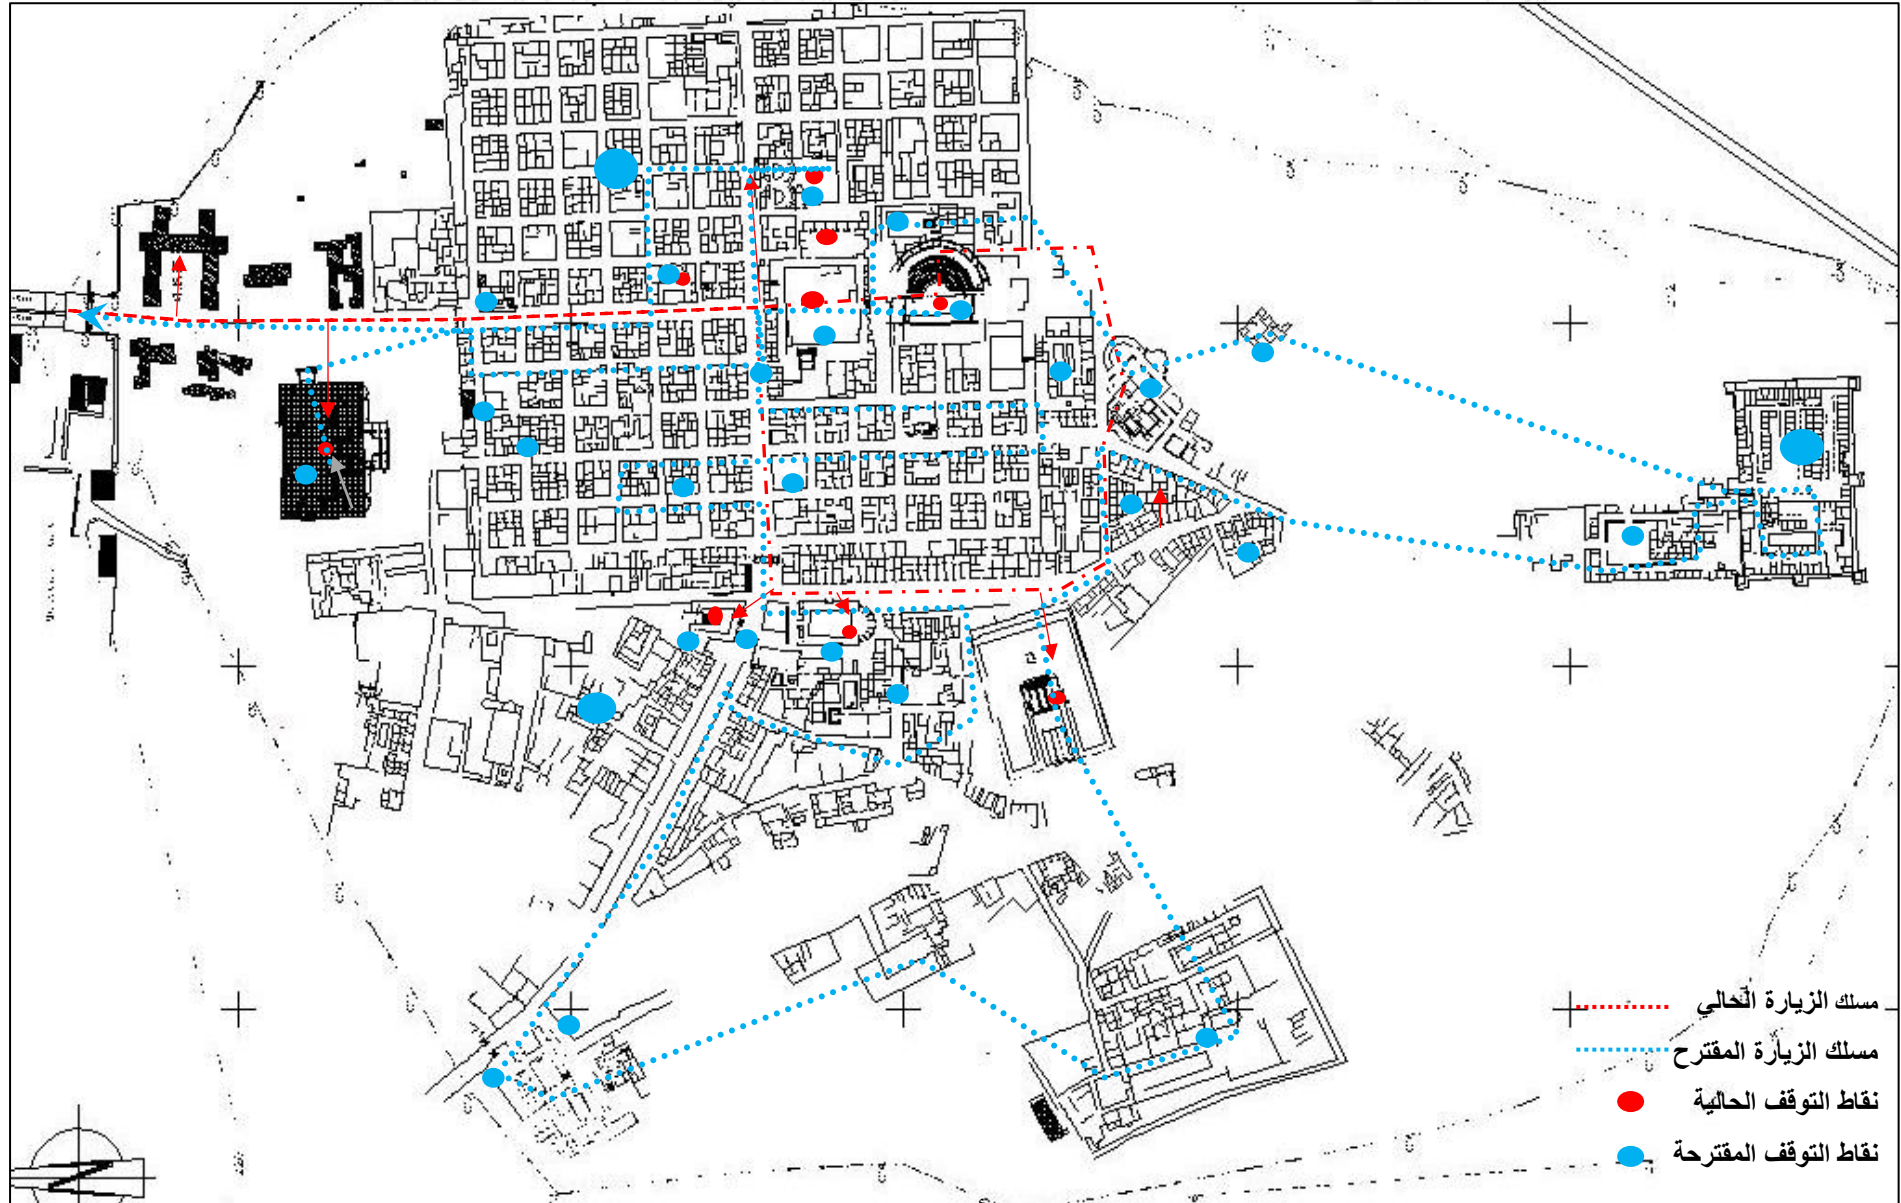 مسلك الزيارة الحالي
مسلك الزيارة المقترح
نقاط التوقف الحالية
نقاط التوقف المقترحة